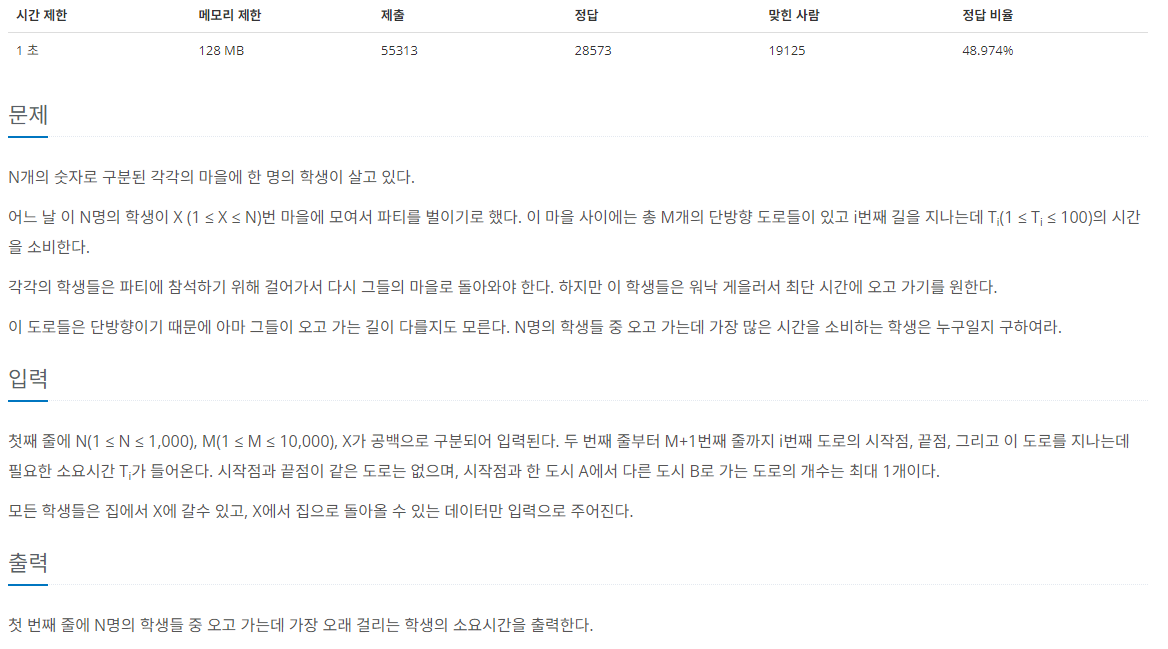 시간 제한 메모리 제한 제출 정답 맞힌 사람 정답 비율
1 초 128 MB 55313 28573 19125 48.974%
문제
N개의 숫자로 구분된 각각의 마을에 한 명의 학생이 살고 있다.
어느 날 이 N명의 학생이 X (1 ≤ X ≤ N)번 마을에 모여서 파티를 벌이기로 했다. 이 마을 사이에는 총 M개의 단방향 도로들이 있고 i번째 길을 지나는데 Ti(1 ≤ Ti ≤ 100)의 시간
을 소비한다.
각각의 학생들은 파티에 참석하기 위해 걸어가서 다시 그들의 마을로 돌아와야 한다. 하지만 이 학생들은 워낙 게을러서 최단 시간에 오고 가기를 원한다.
이 도로들은 단방향이기 때문에 아마 그들이 오고 가는 길이 다를지도 모른다. N명의 학생들 중 오고 가는데 가장 많은 시간을 소비하는 학생은 누구일지 구하여라.
입력
첫째 줄에 N(1 ≤ N ≤ 1,000), M(1 ≤ M ≤ 10,000), X가 공백으로 구분되어 입력된다. 두 번째 줄부터 M+1번째 줄까지 i번째 도로의 시작점, 끝점, 그리고 이 도로를 지나는데
필요한 소요시간 Ti가 들어온다. 시작점과 끝점이 같은 도로는 없으며, 시작점과 한 도시 A에서 다른 도시 B로 가는 도로의 개수는 최대 1개이다.
모든 학생들은 집에서 X에 갈수 있고, X에서 집으로 돌아올 수 있는 데이터만 입력으로 주어진다.
출력
첫 번째 줄에 N명의 학생들 중 오고 가는데 가장 오래 걸리는 학생의 소요시간을 출력한다.